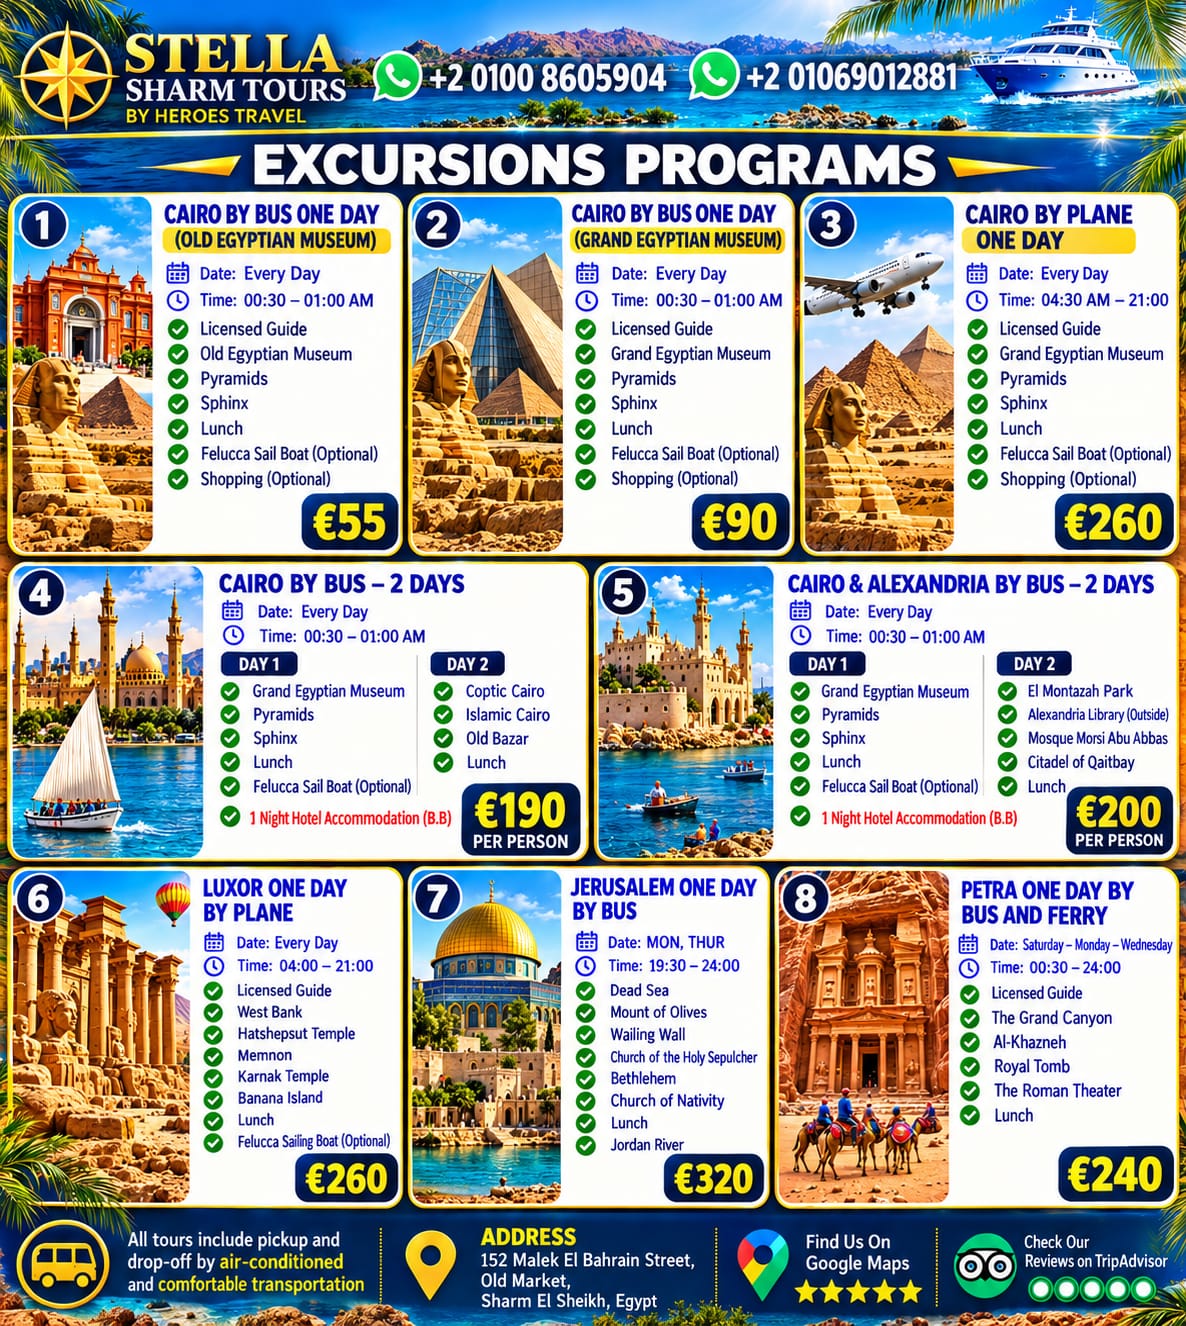 STELLA
SHARM TOURS
BY HEROES TRAVEL
+2 0100 8605904
+2 01069012881
EXCURSIONS PROGRAMS
1
CAIRO BY BUS ONE DAY
(OLD EGYPTIAN MUSEUM)
Date: Every Day
Time: 00:30 – 01:00 AM
Licensed Guide
Old Egyptian Museum
Pyramids
Sphinx
Lunch
Felucca Sail Boat (Optional)
Shopping (Optional)
€55
2
CAIRO BY BUS ONE DAY
(GRAND EGYPTIAN MUSEUM)
Date: Every Day
Time: 00:30 – 01:00 AM
Licensed Guide
Grand Egyptian Museum
Pyramids
Sphinx
Lunch
Felucca Sail Boat (Optional)
Shopping (Optional)
€90
3
CAIRO BY PLANE
ONE DAY
Date: Every Day
Time: 04:30 AM – 21:00
Licensed Guide
Grand Egyptian Museum
Pyramids
Sphinx
Lunch
Felucca Sail Boat (Optional)
Shopping (Optional)
€260
4
CAIRO BY BUS – 2 DAYS
Date: Every Day
Time: 00:30 – 01:00 AM
DAY 1
Grand Egyptian Museum
Pyramids
Sphinx
Lunch
Felucca Sail Boat (Optional)
1 Night Hotel Accommodation (B.B)
DAY 2
Coptic Cairo
Islamic Cairo
Old Bazar
Lunch
€190
PER PERSON
5
CAIRO & ALEXANDRIA BY BUS – 2 DAYS
Date: Every Day
Time: 00:30 – 01:00 AM
DAY 1
Grand Egyptian Museum
Pyramids
Sphinx
Lunch
Felucca Sail Boat (Optional)
1 Night Hotel Accommodation (B.B)
DAY 2
El Montazah Park
Alexandria Library (Outside)
Mosque Morsi Abu Abbas
Citadel of Qaitbay
Lunch
€200
PER PERSON
6
LUXOR ONE DAY
BY PLANE
Date: Every Day
Time: 04:00 – 21:00
Licensed Guide
West Bank
Hatshepsut Temple
Memnon
Karnak Temple
Banana Island
Lunch
Felucca Sailing Boat (Optional)
€260
7
JERUSALEM ONE DAY
BY BUS
Date: MON, THUR
Time: 19:30 – 24:00
Dead Sea
Mount of Olives
Wailing Wall
Church of the Holy Sepulcher
Bethlehem
Church of Nativity
Lunch
Jordan River
€320
8
PETRA ONE DAY BY
BUS AND FERRY
Date: Saturday – Monday – Wednesday
Time: 00:30 – 24:00
Licensed Guide
The Grand Canyon
Al-Khazneh
Royal Tomb
The Roman Theater
Lunch
€240
All tours include pickup and
drop-off by air-conditioned
and comfortable transportation
ADDRESS
152 Malek El Bahrain Street,
Old Market,
Sharm El Sheikh, Egypt
Find Us On
Google Maps
Check Our
Reviews on TripAdvisor